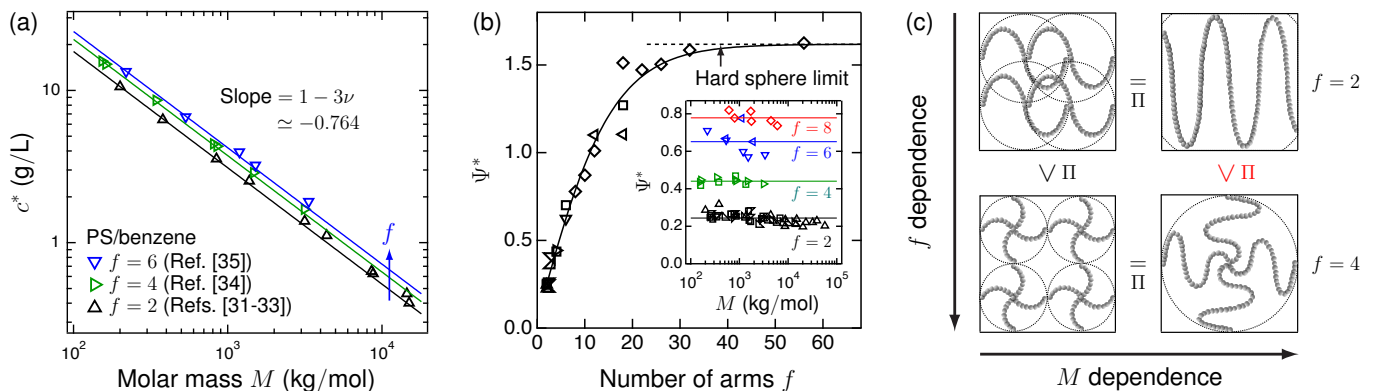 (a)
c* (g/L)
10
1
Slope = 1 − 3ν
≃ −0.764
f
PS/benzene
f = 6 (Ref. [35])
f = 4 (Ref. [34])
f = 2 (Refs. [31-33])
10² 10³ 10⁴
Molar mass M (kg/mol)
(b)
Ψ*
1.5
1.0
0.5
0.0
Hard sphere limit
Ψ*
0.8
0.6
0.4
0.2
0.0
f = 8
f = 6
f = 4
f = 2
10² 10³ 10⁴ 10⁵
M (kg/mol)
0 10 20 30 40 50 60
Number of arms f
(c)
f dependence
=
Π
f = 2
∨ Π
∨ Π
=
Π
f = 4
M dependence